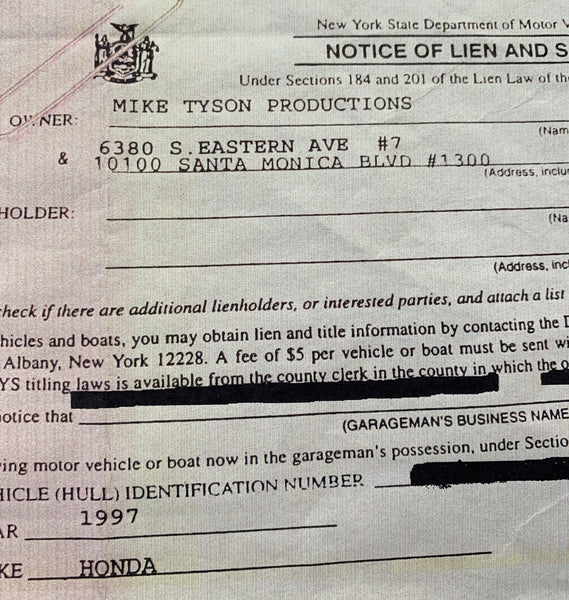 New York State Department of Motor V
NOTICE OF LIEN AND S
Under Sections 184 and 201 of the Lien Law of the
MIKE TYSON PRODUCTIONS
OWNER:
(Nam
6380 S.EASTERN AVE #7
& 10100 SANTA MONICA BLVD #1300
(Address, inclu
HOLDER:
(Na
(Address, incl
check if there are additional lienholders, or interested parties, and attach a list
hicles and boats, you may obtain lien and title information by contacting the D
Albany, New York 12228. A fee of $5 per vehicle or boat must be sent wi
YS titling laws is available from the county clerk in the county in which the o
notice that
(GARAGEMAN'S BUSINESS NAME
ving motor vehicle or boat now in the garageman's possession, under Sectio
HICLE (HULL) IDENTIFICATION NUMBER
AR 1997
KE HONDA